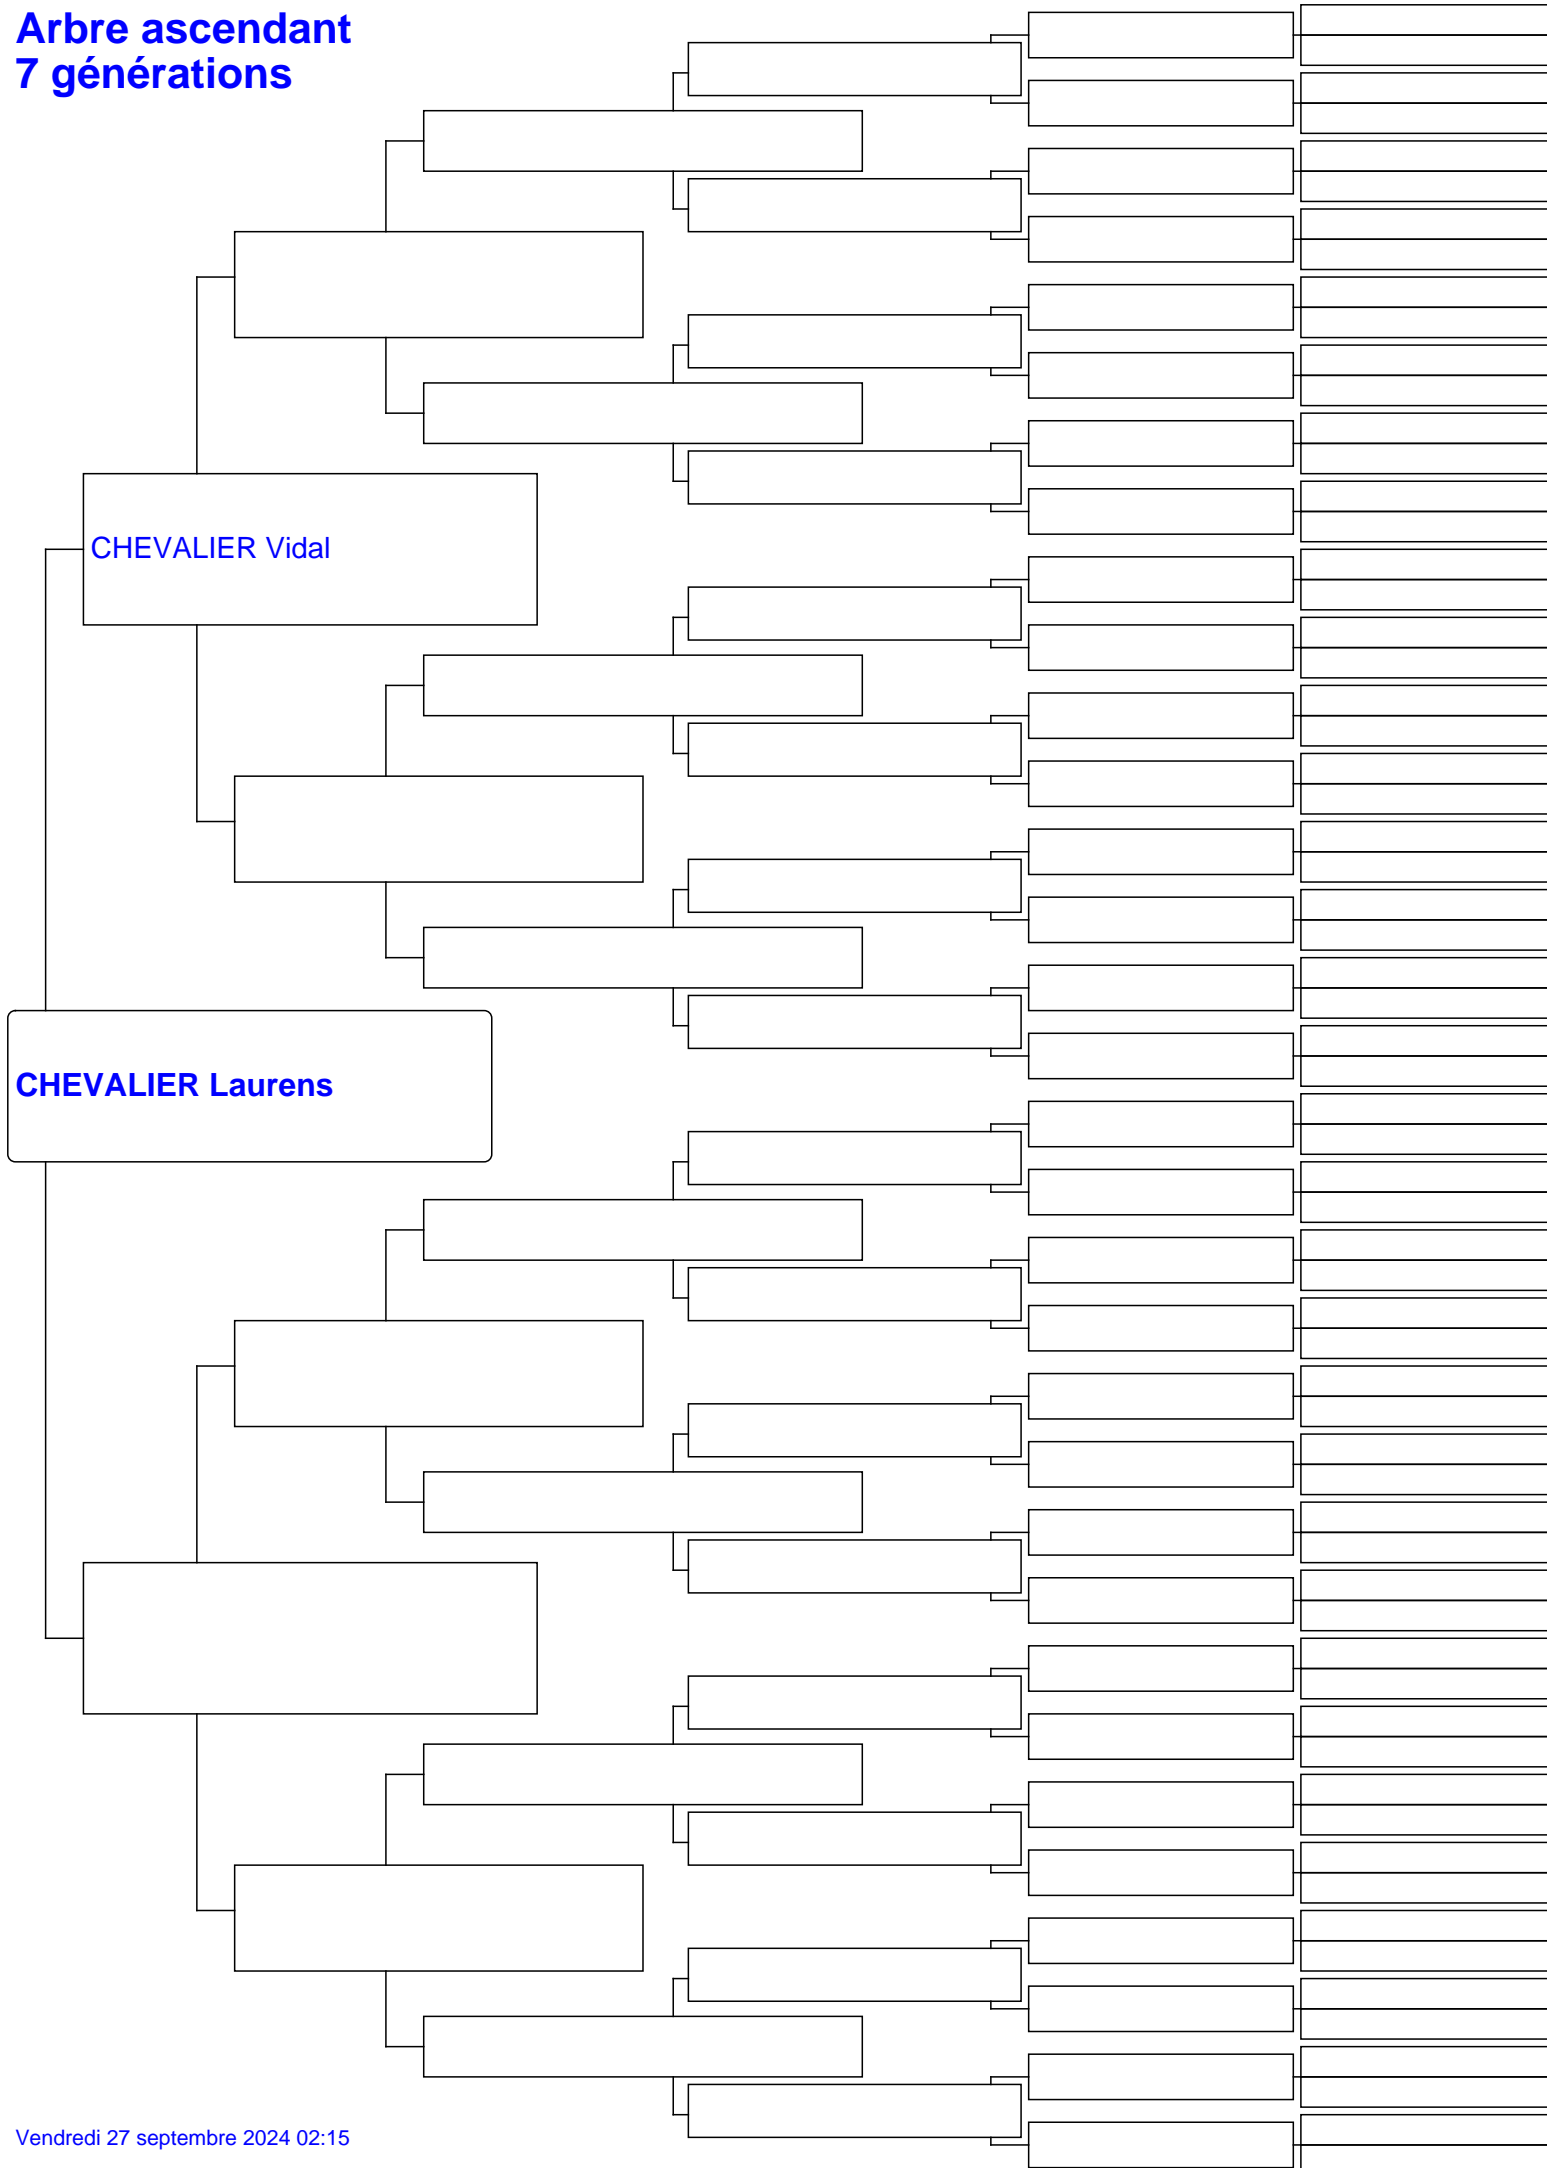 Arbre ascendant
7 générations
CHEVALIER Vidal
CHEVALIER Laurens
Vendredi 27 septembre 2024 02:15